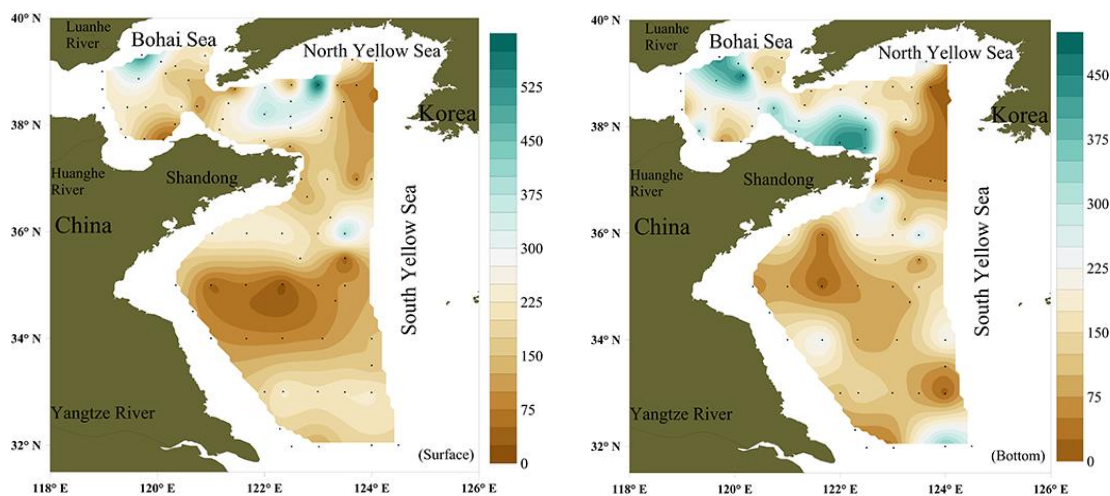 40° N
Luanhe
River
Bohai Sea
North Yellow Sea
38° N
Korea
Huanghe
River
Shandong
China
36° N
South Yellow Sea
34° N
Yangtze River
32° N
(Surface)
118° E
120° E
122° E
124° E
126° E
525
450
375
300
225
150
75
0
40° N
Luanhe
River
Bohai Sea
North Yellow Sea
38° N
Korea
Huanghe
River
Shandong
China
36° N
South Yellow Sea
34° N
Yangtze River
32° N
(Bottom)
118° E
120° E
122° E
124° E
126° E
450
375
300
225
150
75
0